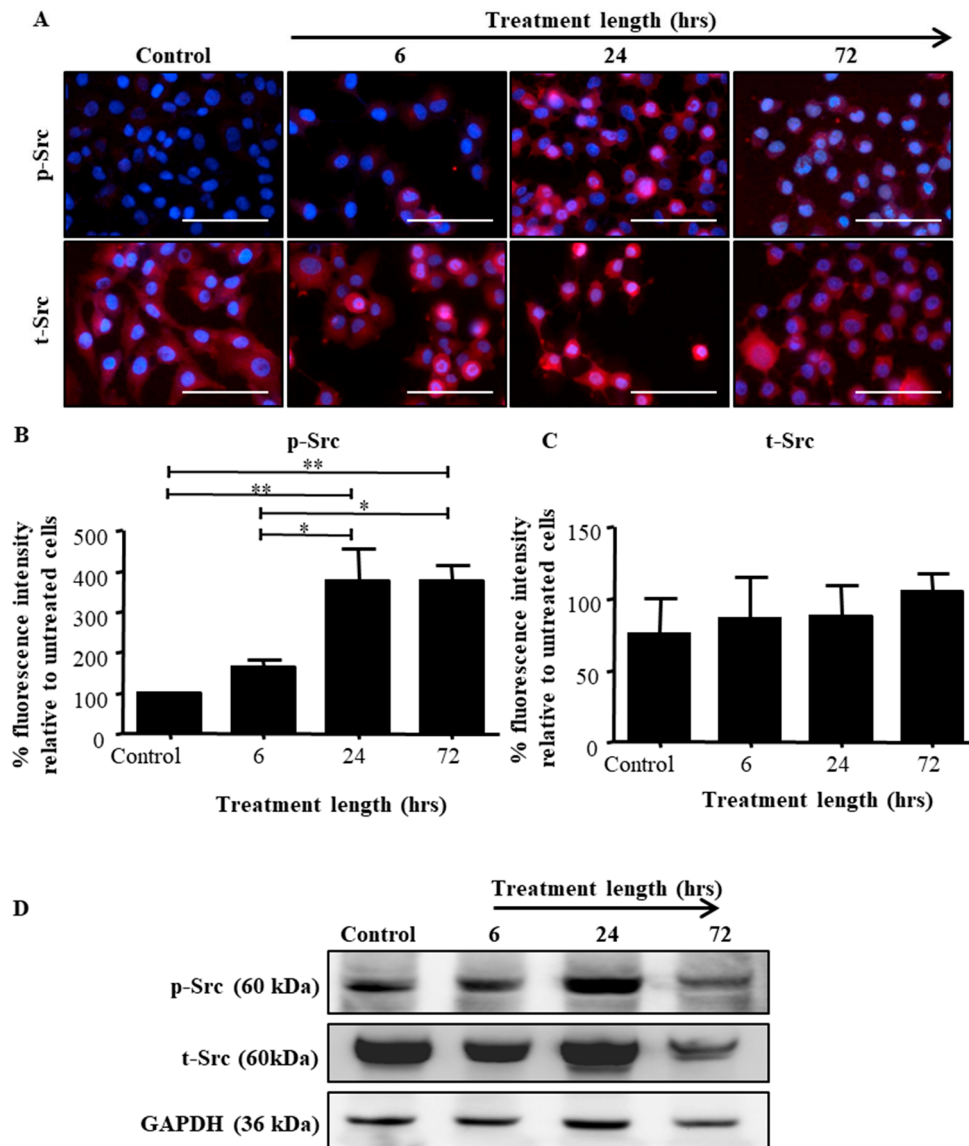 A
Treatment length (hrs)
Control 6 24 72
p-Src
t-Src
B
p-Src
**
**
*
*
% fluorescence intensity
relative to untreated cells
500
400
300
200
100
0
Control 6 24 72
Treatment length (hrs)
C
t-Src
% fluorescence intensity
relative to untreated cells
150
100
50
0
Control 6 24 72
Treatment length (hrs)
D
Treatment length (hrs)
Control 6 24 72
p-Src (60 kDa)
t-Src (60kDa)
GAPDH (36 kDa)